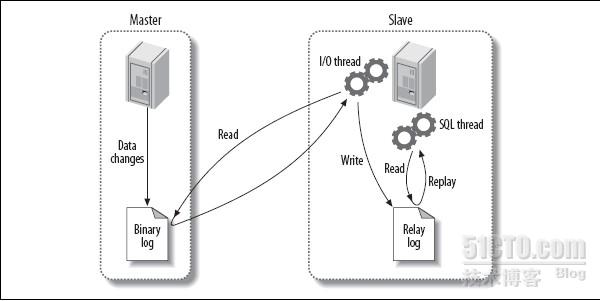 Master
Slave
I/O thread
SQL thread
Data
changes
Read
Write
Read
Replay
Binary
log
Relay
log
51CTO.com
技术博客 Blog